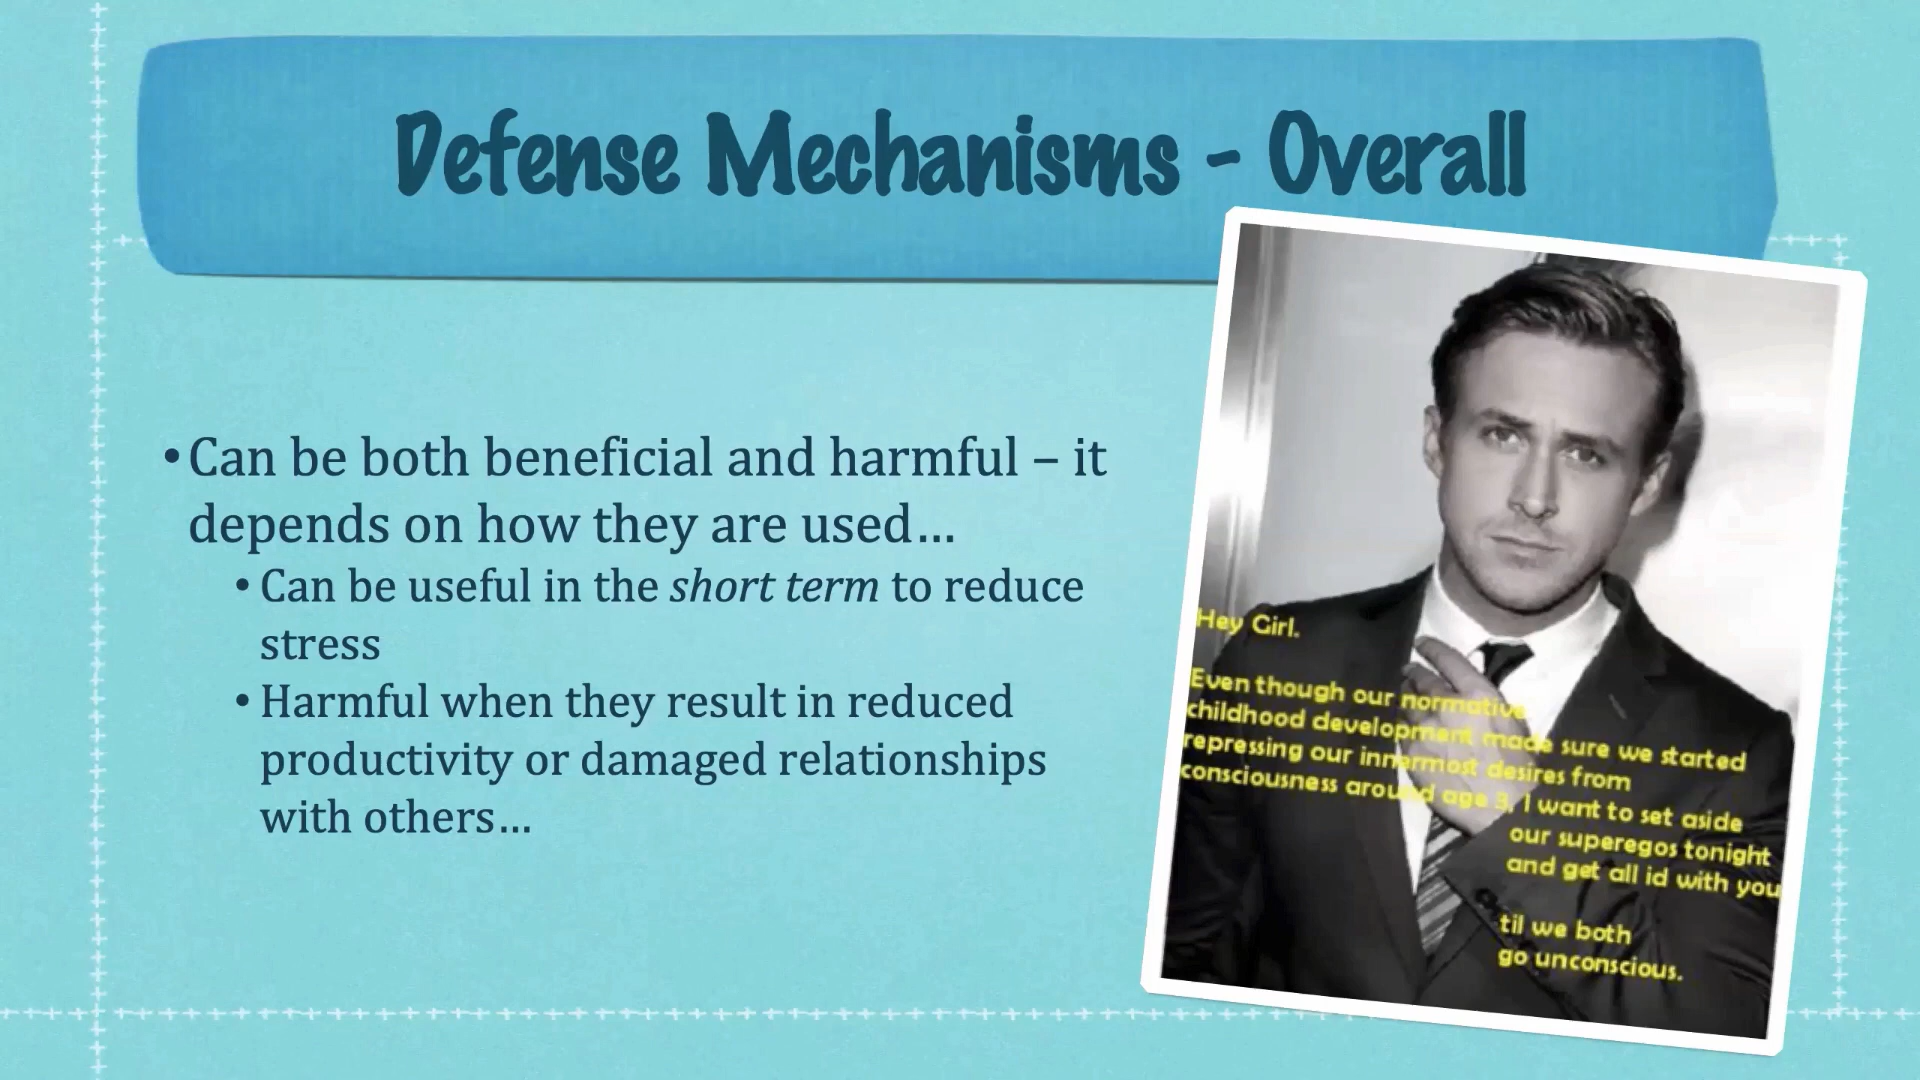 Defense Mechanisms - Overall
•Can be both beneficial and harmful – it
depends on how they are used...
•Can be useful in the short term to reduce
stress
•Harmful when they result in reduced
productivity or damaged relationships
with others...
Hey Girl.
Even though our normative
childhood development made sure we started
repressing our innermost desires from
consciousness around age 3, I want to set aside
our superegos tonight
and get all id with you
til we both
go unconscious.